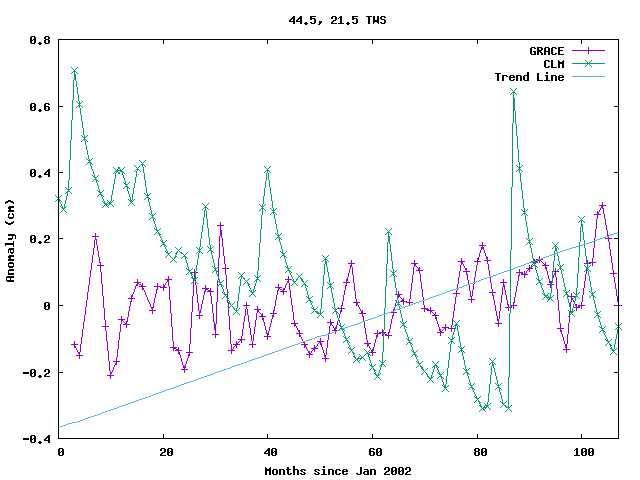 44.5, 21.5 TWS
GRACE
CLM
Trend Line
Anomaly (cm)
0.8
0.6
0.4
0.2
0
-0.2
-0.4
0 20 40 60 80 100
Months since Jan 2002